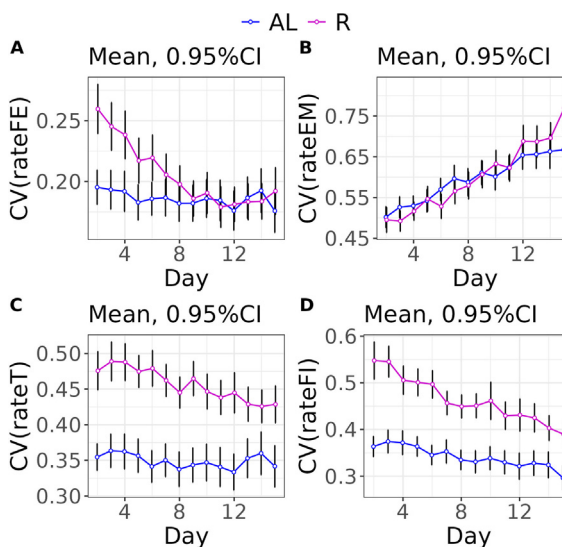 AL R
A
Mean, 0.95%CI
CV(rateFE)
0.25
0.20
4 8 12
Day
B
Mean, 0.95%CI
CV(rateEM)
0.75
0.65
0.55
0.45
4 8 12
Day
C
Mean, 0.95%CI
CV(rateT)
0.50
0.45
0.40
0.35
0.30
4 8 12
Day
D
Mean, 0.95%CI
CV(rateFI)
0.6
0.5
0.4
0.3
4 8 12
Day